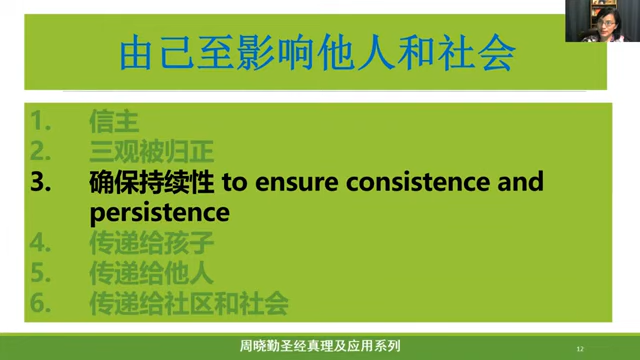 由己至影响他人和社会
1. 信主
2. 三观被归正
3. 确保持续性 to ensure consistence and
persistence
4. 传递给孩子
5. 传递给他人
6. 传递给社区和社会
周晓勤圣经真理及应用系列
12